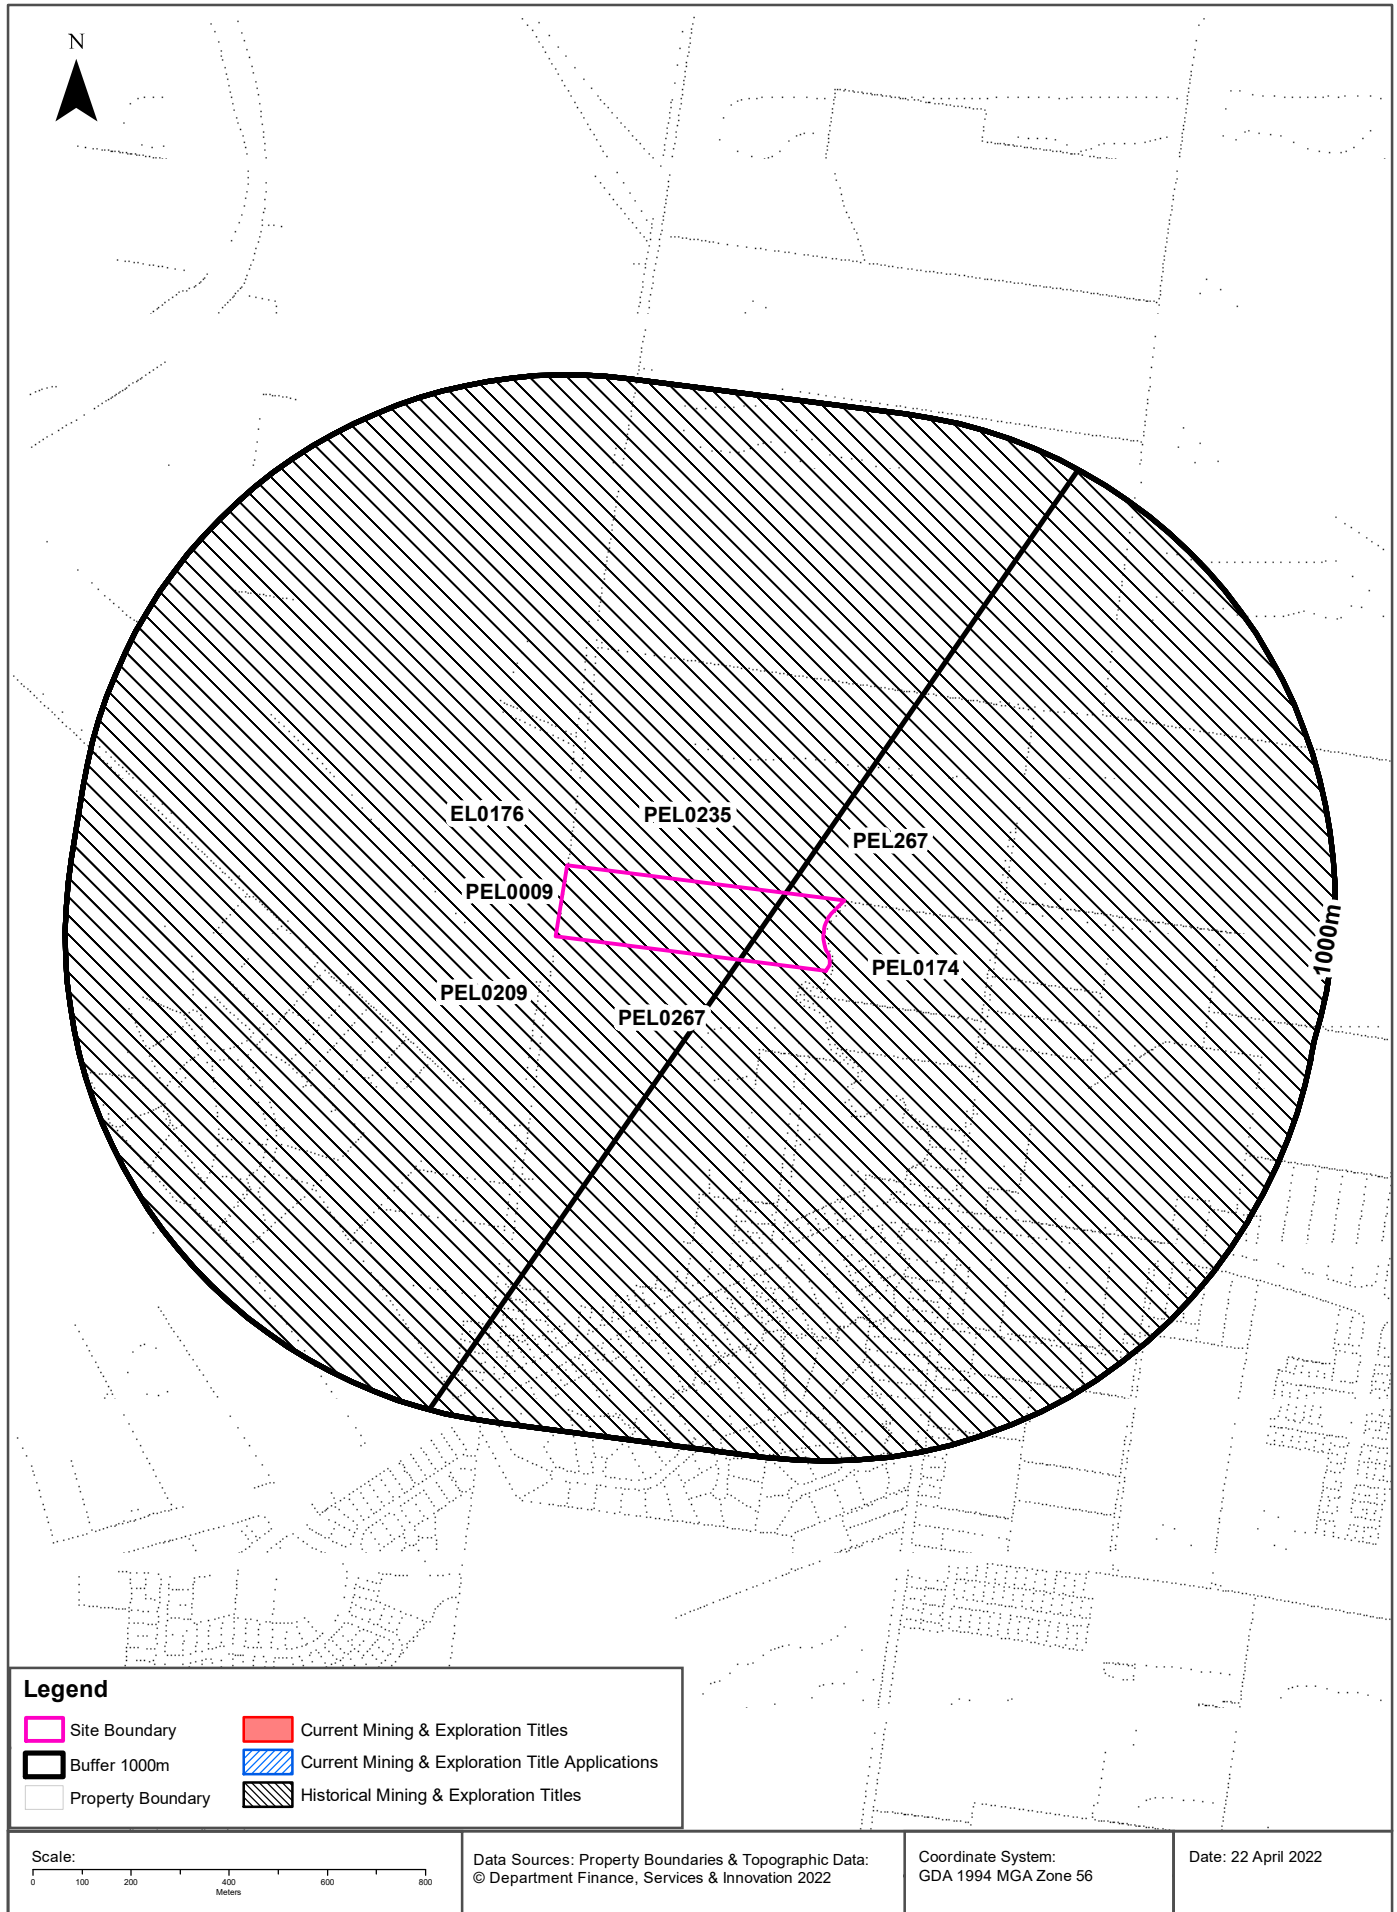 N
EL0176
PEL0235
PEL267
PEL0009
PEL0174
PEL0209
PEL0267
1000m
Legend
Site Boundary
Buffer 1000m
Property Boundary
Current Mining & Exploration Titles
Current Mining & Exploration Title Applications
Historical Mining & Exploration Titles
Scale:
0 100 200 400 600 800
Meters
Data Sources: Property Boundaries & Topographic Data:
© Department Finance, Services & Innovation 2022
Coordinate System:
GDA 1994 MGA Zone 56
Date: 22 April 2022